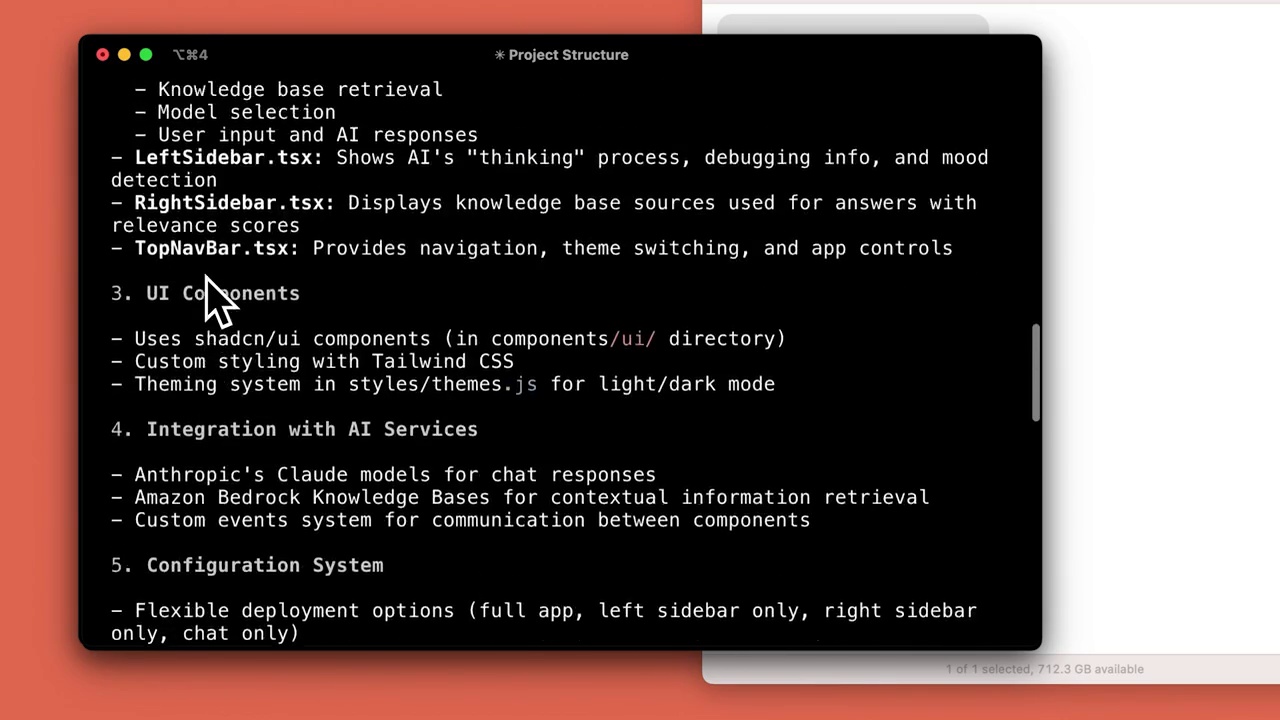 ⌥⌘4
✳ Project Structure
– Knowledge base retrieval
– Model selection
– User input and AI responses
– LeftSidebar.tsx: Shows AI's "thinking" process, debugging info, and mood
detection
– RightSidebar.tsx: Displays knowledge base sources used for answers with
relevance scores
– TopNavBar.tsx: Provides navigation, theme switching, and app controls
3. UI Components
– Uses shadcn/ui components (in components/ui/ directory)
– Custom styling with Tailwind CSS
– Theming system in styles/themes.js for light/dark mode
4. Integration with AI Services
– Anthropic's Claude models for chat responses
– Amazon Bedrock Knowledge Bases for contextual information retrieval
– Custom events system for communication between components
5. Configuration System
– Flexible deployment options (full app, left sidebar only, right sidebar
only, chat only)
1 of 1 selected, 712.3 GB available